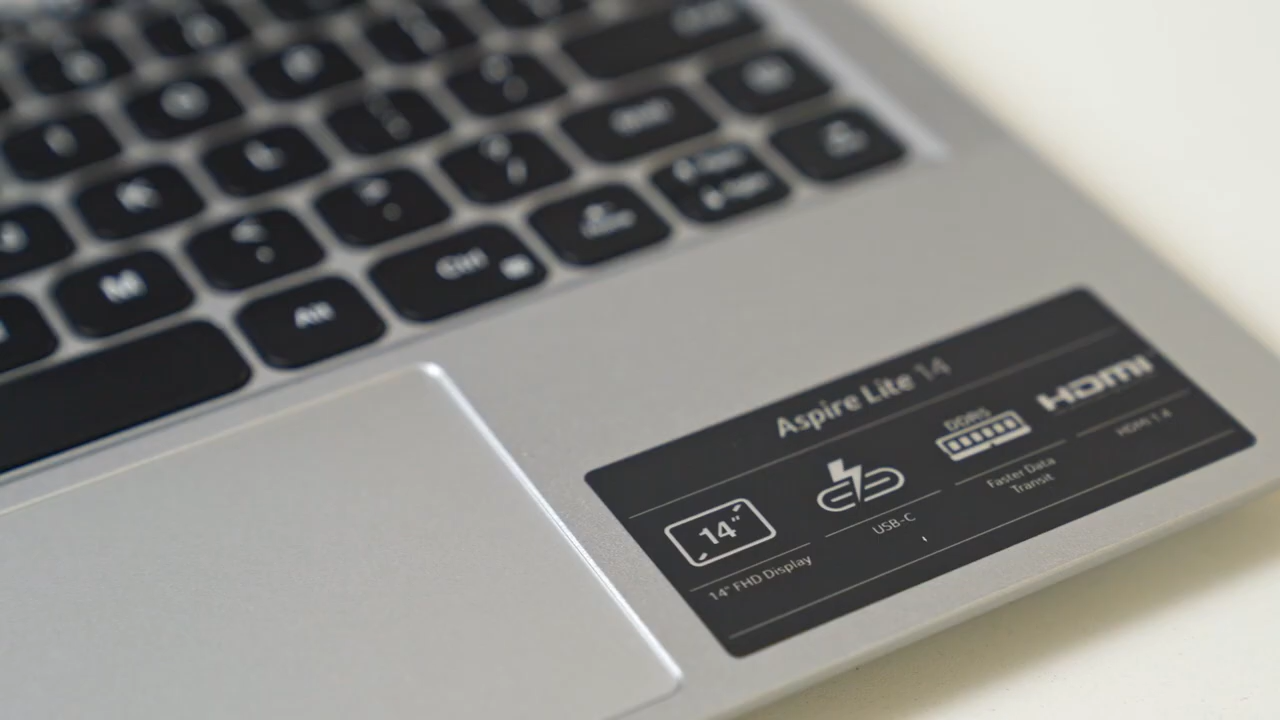 M
Alt
Ctrl
Aspire Lite 14
14"
14" FHD Display
USB-C
DDR5
Faster Data
Transit
HDMI
HDMI 1.4